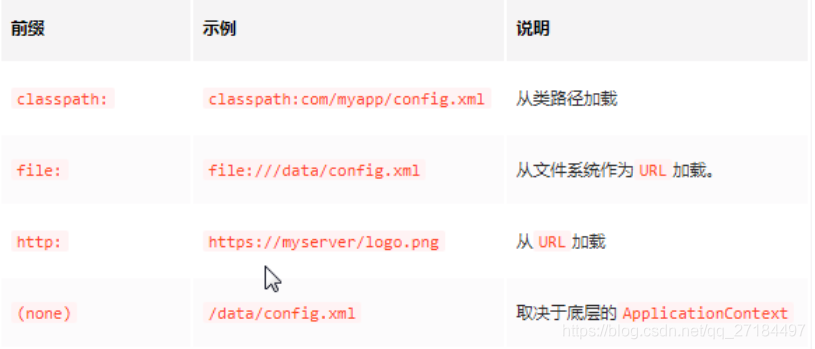 前缀 示例 说明
classpath: classpath:com/myapp/config.xml 从类路径加载
file: file:///data/config.xml 从文件系统作为 URL 加载。
http: https://myserver/logo.png 从 URL 加载
(none) /data/config.xml 取决于底层的 ApplicationContext
https://blog.csdn.net/qq_27184497